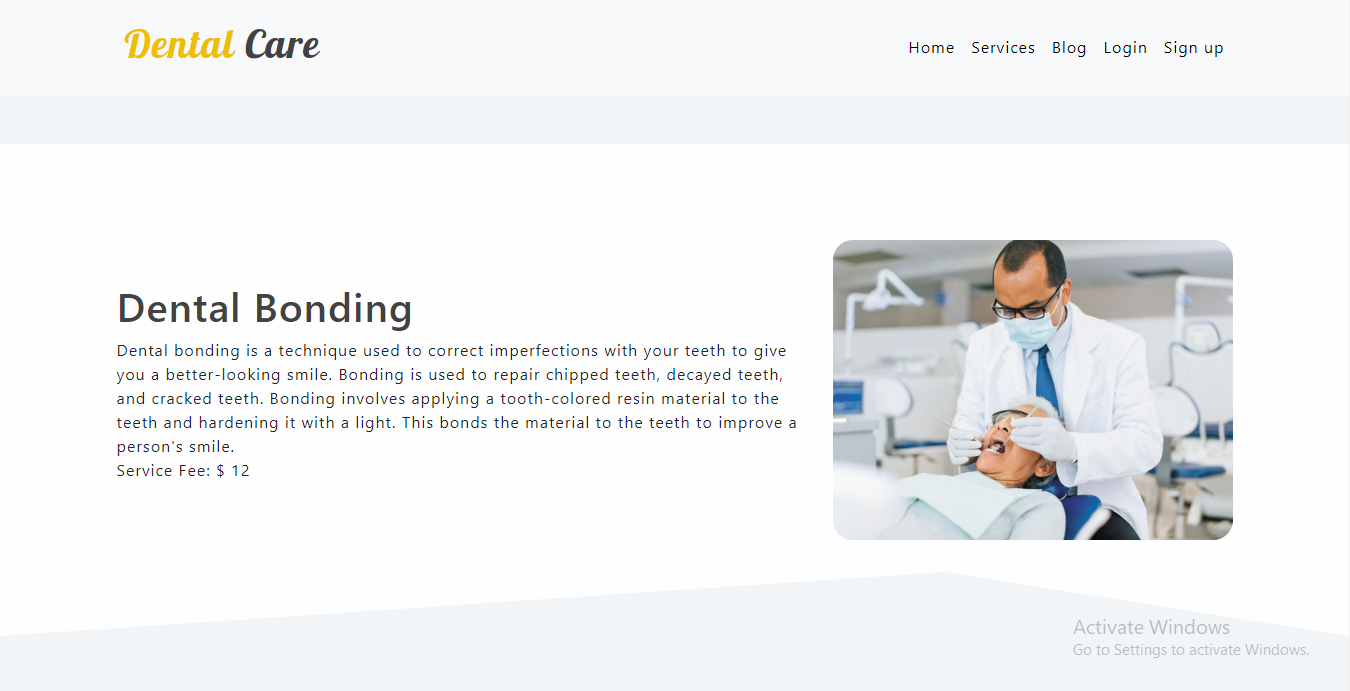 Dental Care
Home Services Blog Login Sign up
Dental Bonding
Dental bonding is a technique used to correct imperfections with your teeth to give
you a better-looking smile. Bonding is used to repair chipped teeth, decayed teeth,
and cracked teeth. Bonding involves applying a tooth-colored resin material to the
teeth and hardening it with a light. This bonds the material to the teeth to improve a
person's smile.
Service Fee: $ 12
Activate Windows
Go to Settings to activate Windows.